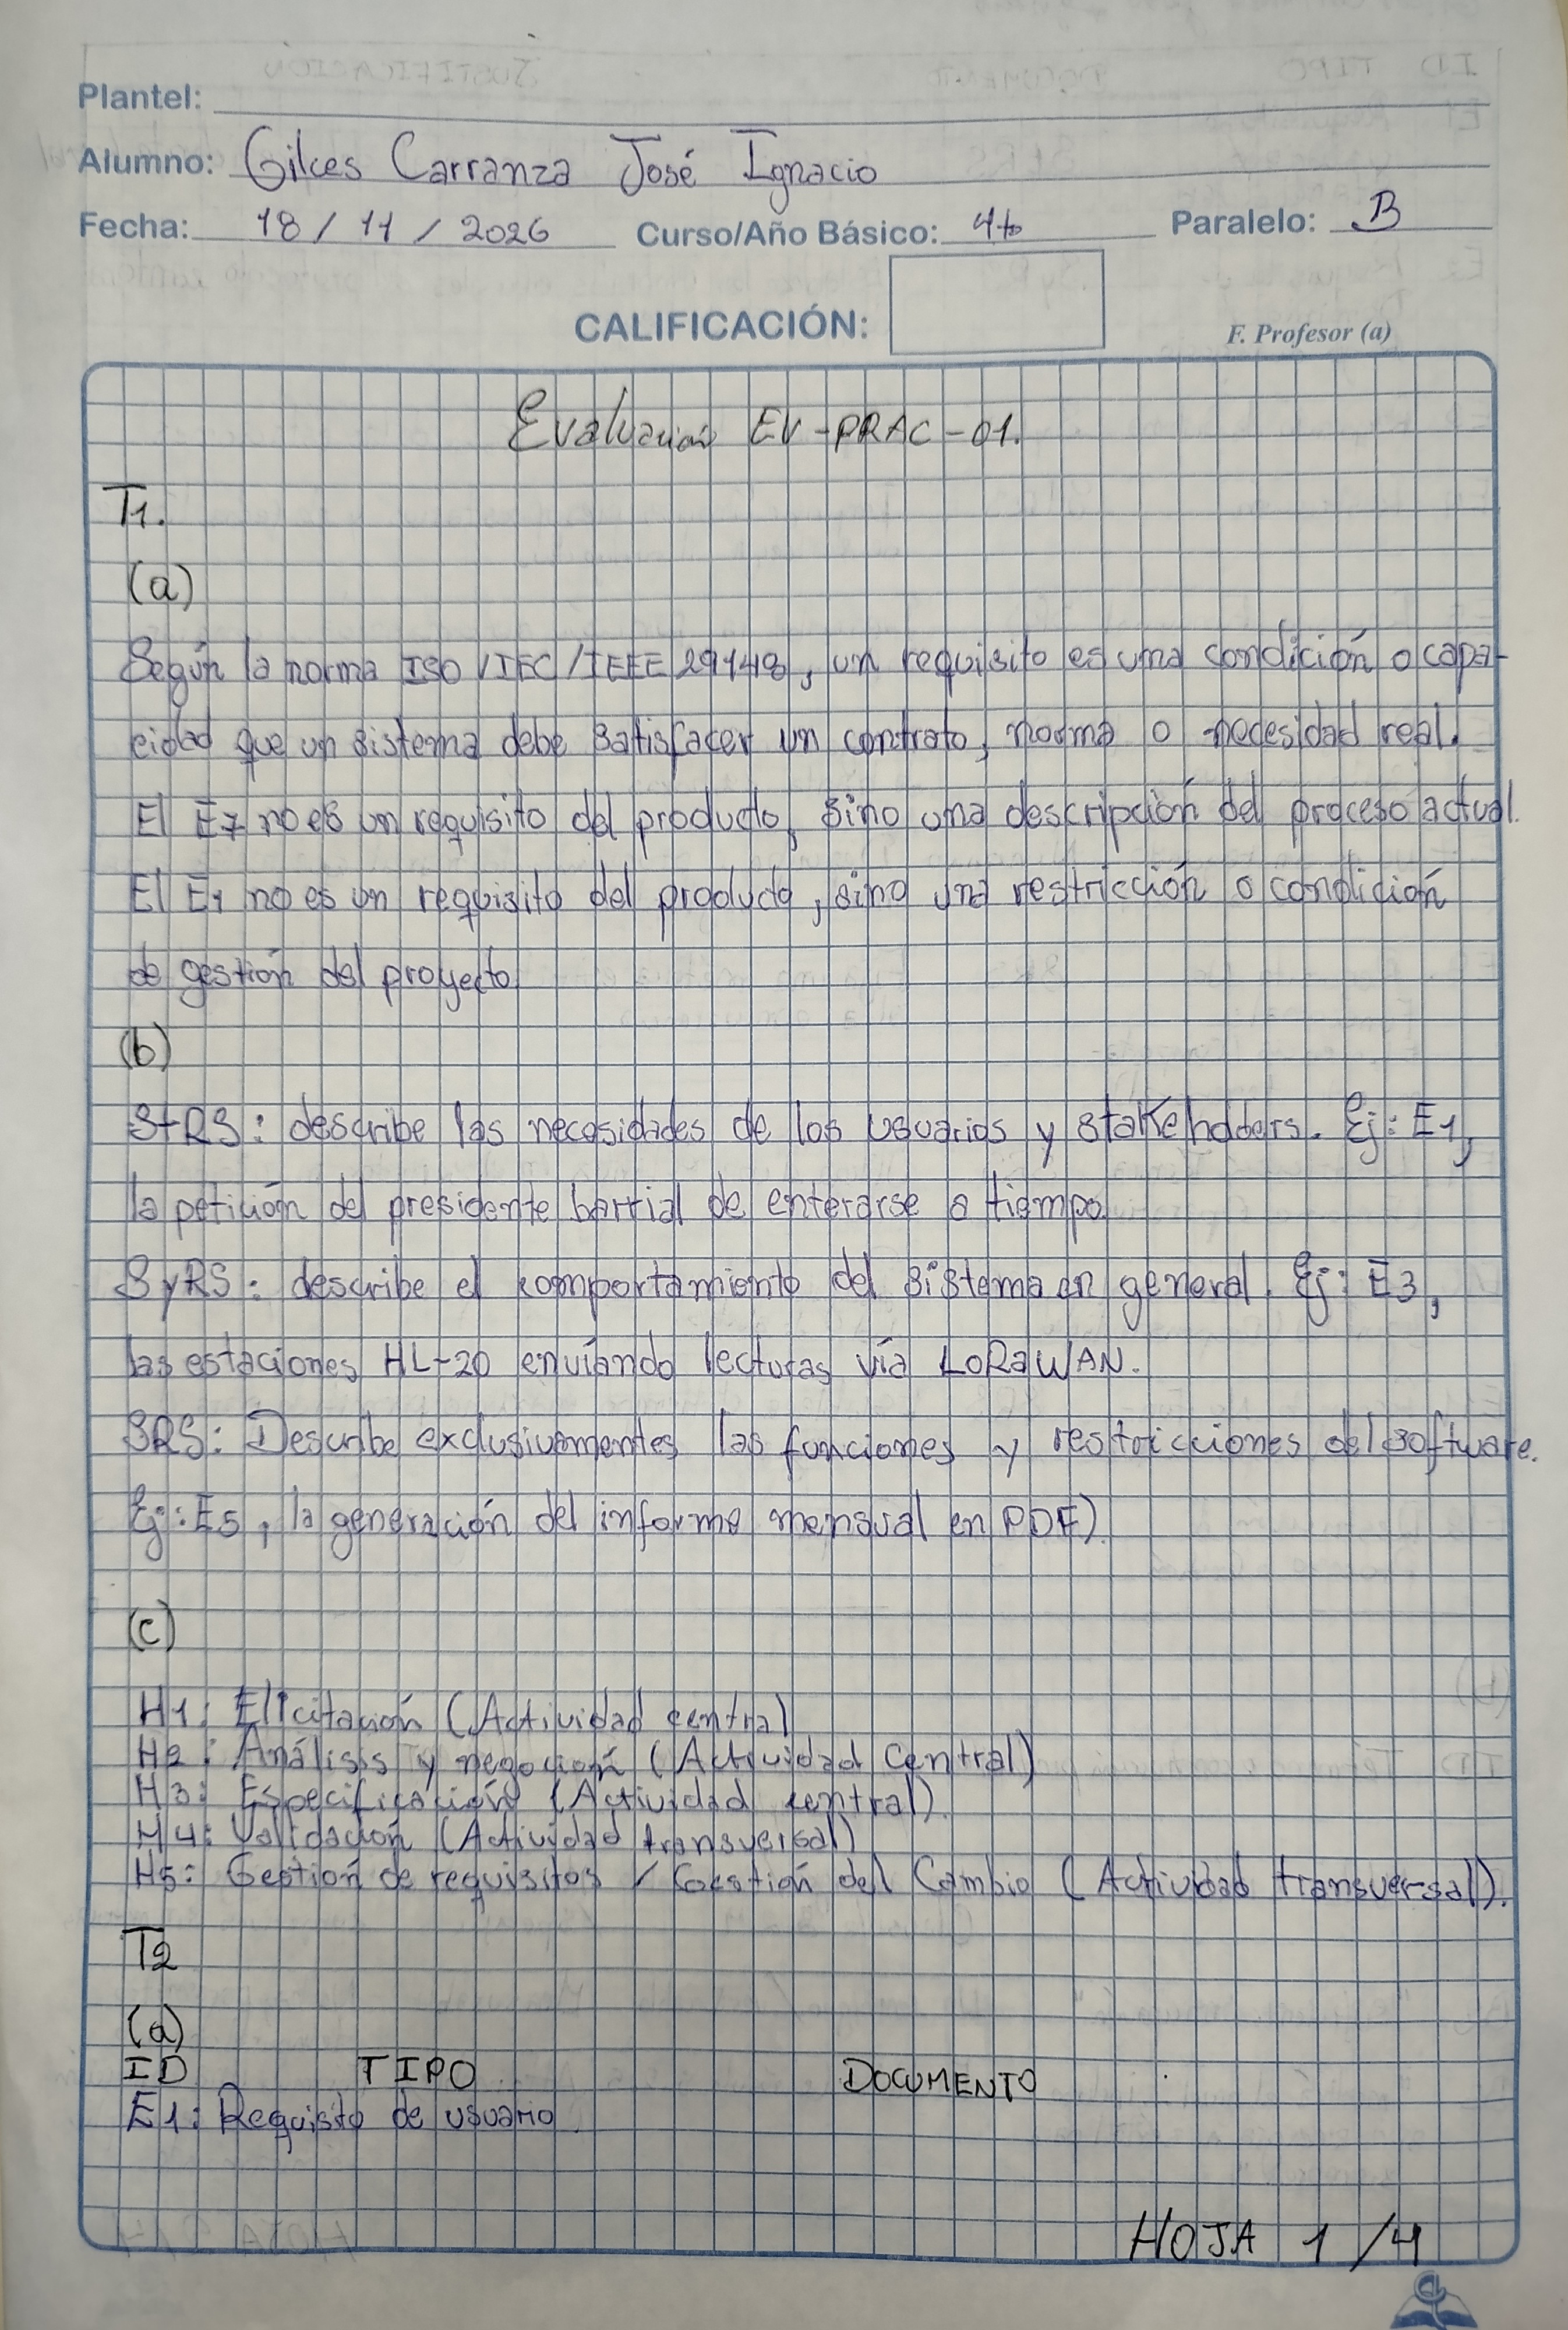 Plantel:
Alumno: Gilces Carranza José Ignacio
Fecha: 18 / 11 / 2026 Curso/Año Básico: 4to Paralelo: B
CALIFICACIÓN:
F. Profesor (a)
Evaluación EV-PRAC-01.
T1.
(a)
Según la norma ISO/IEC/IEEE 29148, un requisito es una condición o capa-
cidad que un sistema debe satisfacer un contrato, norma o necesidad real.
El E7 no es un requisito del producto, sino una descripción del proceso actual.
El E9 no es un requisito del producto, sino una restricción o condición
de gestión del proyecto
(b)
StRS: describe las necesidades de los usuarios y stakeholders. Ej: E1,
la petición del presidente barrial de enterarse a tiempo
SyRS: describe el comportamiento del sistema en general. Ej: E3,
las estaciones HL-20 enviando lecturas vía LoRaWAN.
SRS: Describe exclusivamentes las funciones y restricciones del software.
Ej: E5, la generación del informe mensual en PDF)
(c)
H1: Elicitación (Actividad central)
H2: Análisis y negoción (Actividad Central)
H3: Especificación (Actividad central).
H4: Validación (Actividad transversal)
H5: Gestión de requisitos / Gestión del Cambio (Actividad transversal).
T2
(a)
ID TIPO DOCUMENTO
E1: Requisito de usuario.
HOJA 1/4